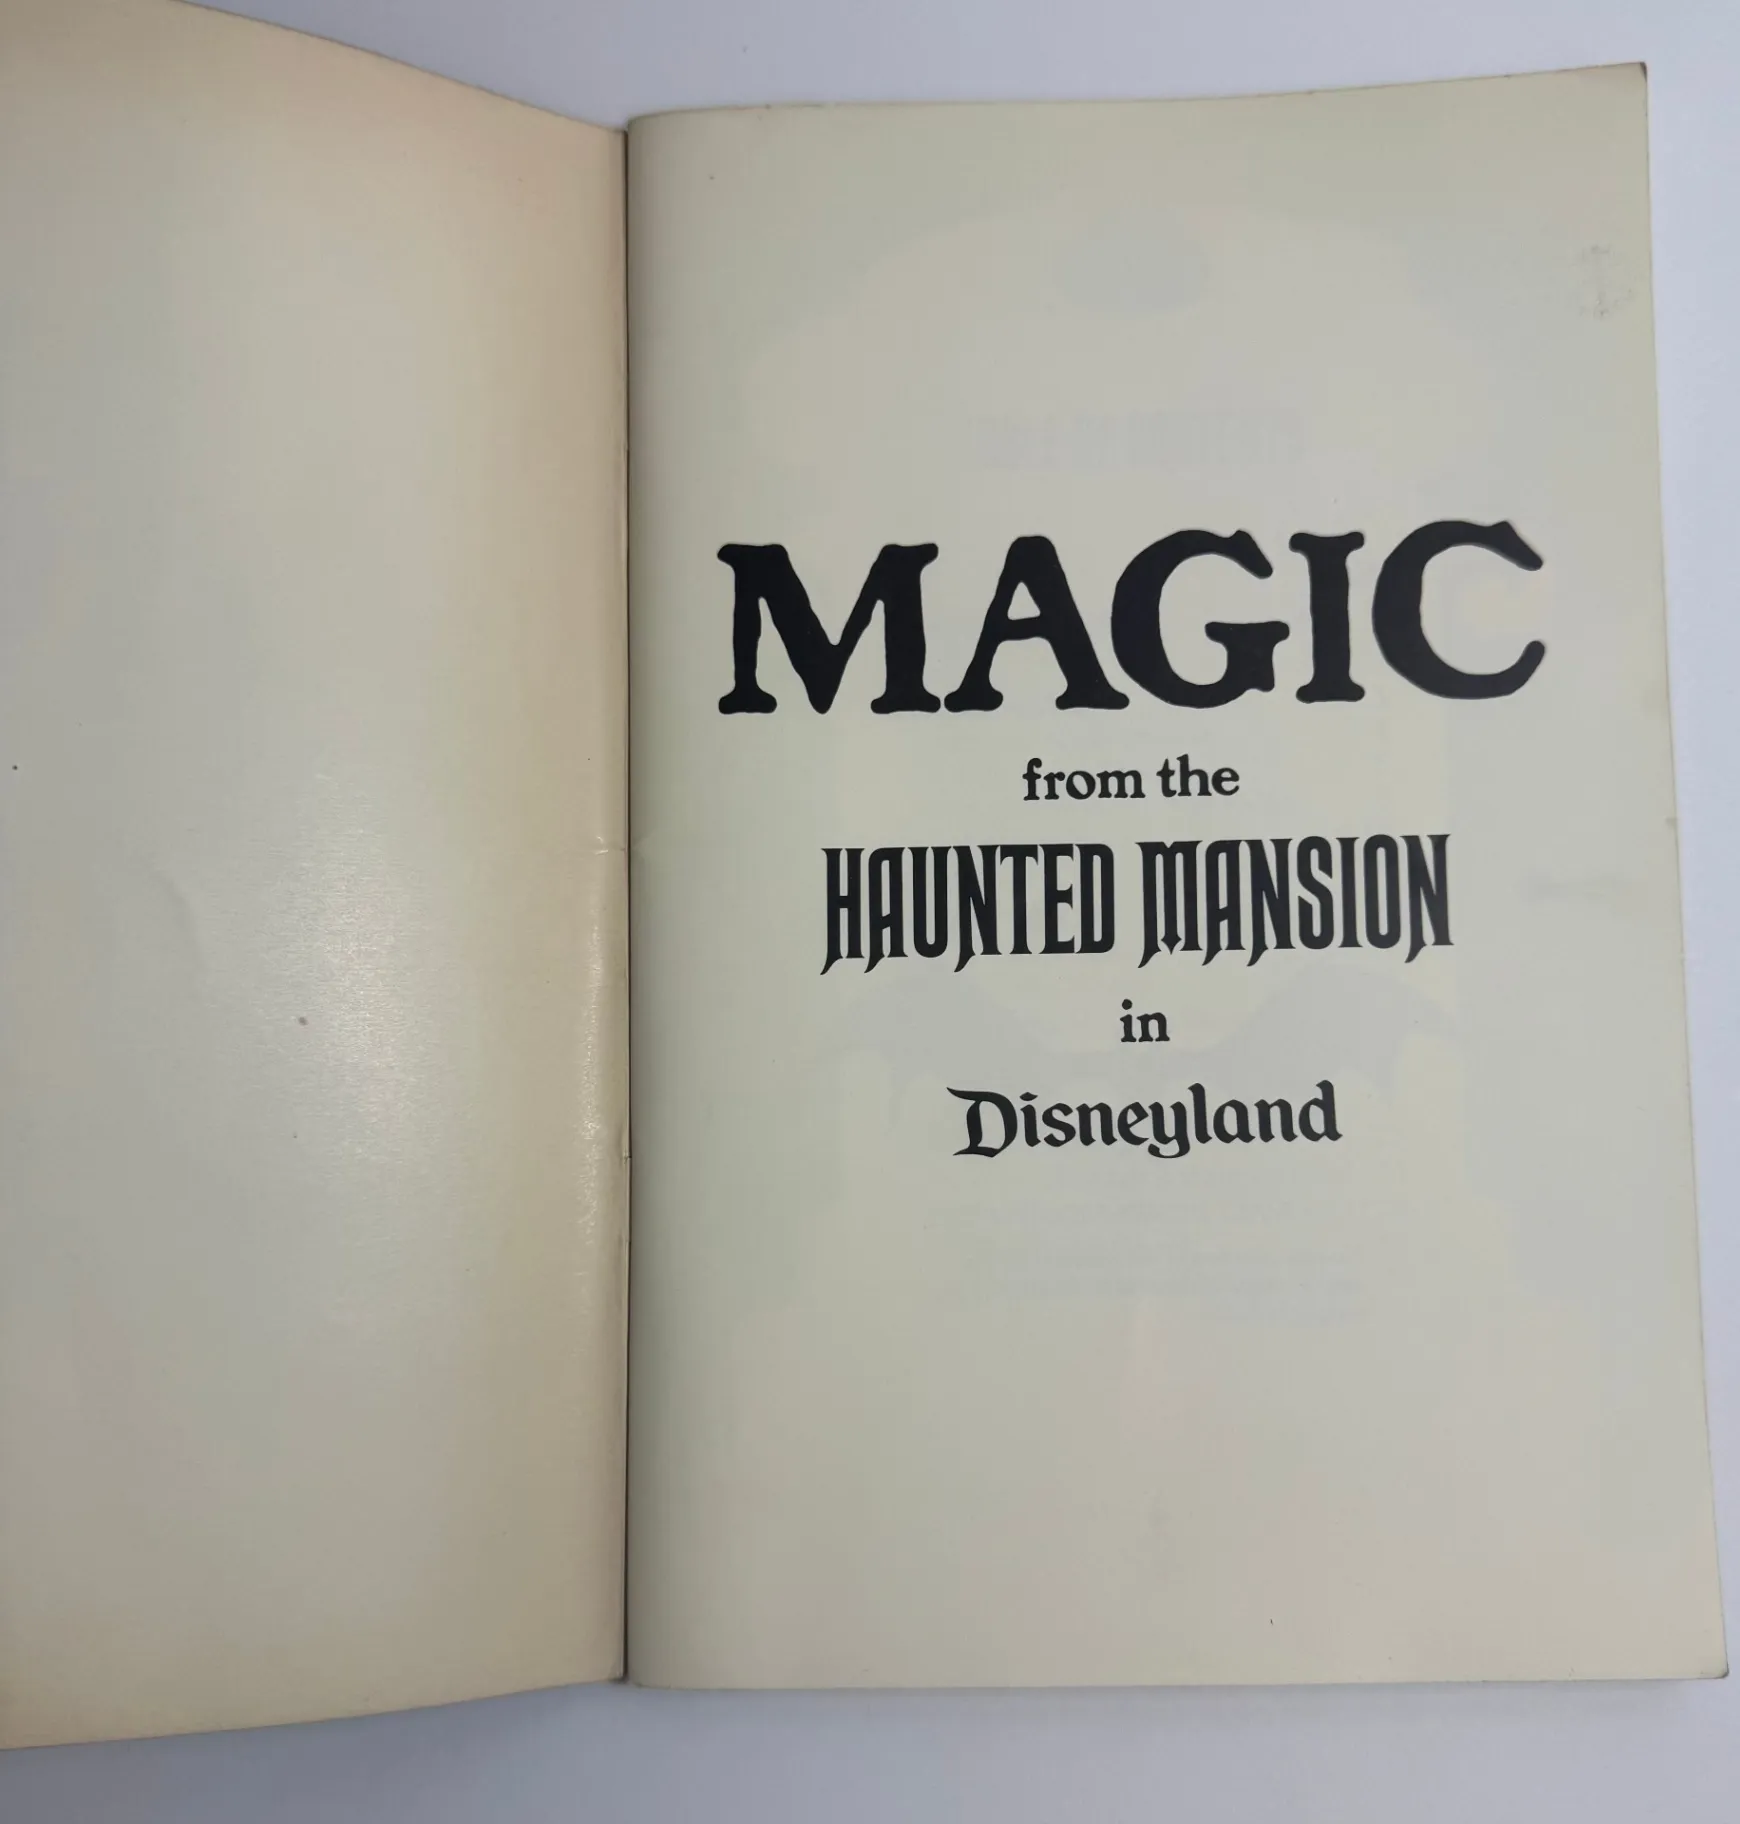 MAGIC
from the
HAUNTED MANSION
in
Disneyland